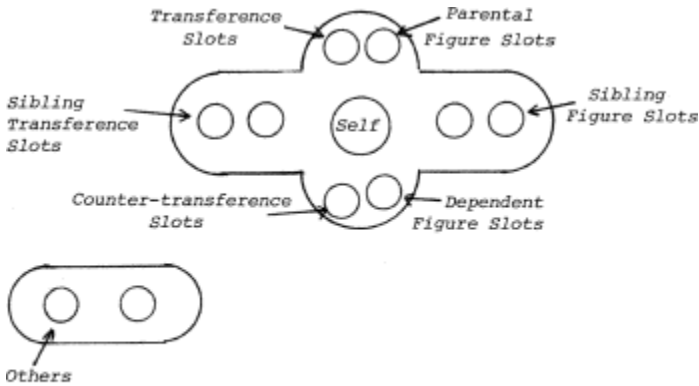 Transference
Slots
Parental
Figure Slots
Sibling
Transference
Slots
Self
Sibling
Figure Slots
Counter-transference
Slots
Dependent
Figure Slots
Others